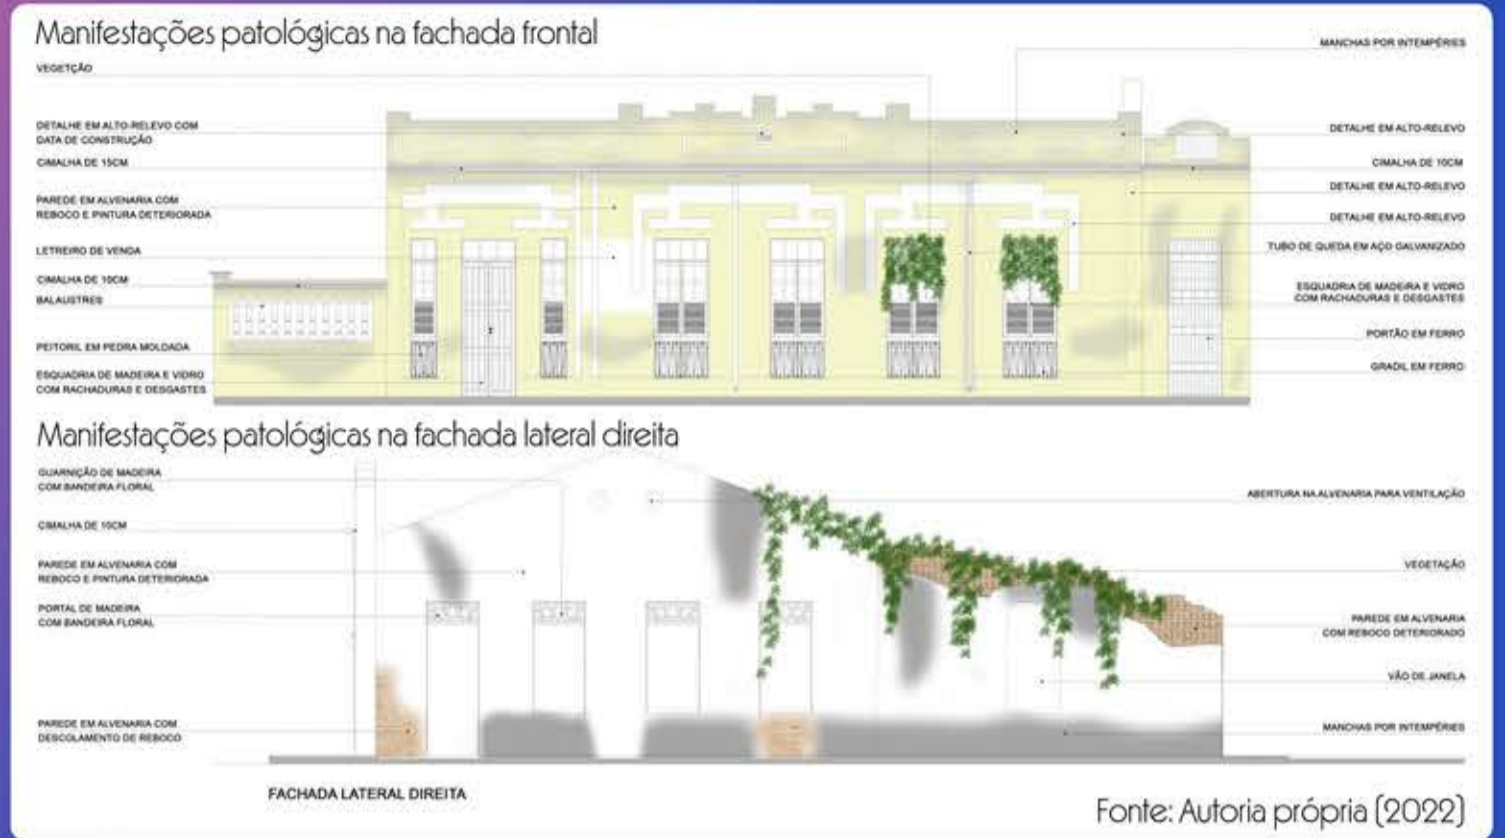 Manifestações patológicas na fachada frontal
VEGETÇÃO
DETALHE EM ALTO-RELEVO COM
DATA DE CONSTRUÇÃO
CIMALHA DE 15CM
PAREDE EM ALVENARIA COM
REBOCO E PINTURA DETERIORADA
LETREIRO DE VENDA
CIMALHA DE 10CM
BALAUSTRES
PEITORIL EM PEDRA MOLDADA
ESQUADRIA DE MADEIRA E VIDRO
COM RACHADURAS E DESGASTES
MANCHAS POR INTEMPÉRIES
DETALHE EM ALTO-RELEVO
CIMALHA DE 10CM
DETALHE EM ALTO-RELEVO
DETALHE EM ALTO-RELEVO
TUBO DE QUEDA EM AÇO GALVANIZADO
ESQUADRIA DE MADEIRA E VIDRO
COM RACHADURAS E DESGASTES
PORTÃO EM FERRO
GRADIL EM FERRO
Manifestações patológicas na fachada lateral direita
GUARNIÇÃO DE MADEIRA
COM BANDEIRA FLORAL
CIMALHA DE 10CM
PAREDE EM ALVENARIA COM
REBOCO E PINTURA DETERIORADA
PORTAL DE MADEIRA
COM BANDEIRA FLORAL
PAREDE EM ALVENARIA COM
DESCOLAMENTO DE REBOCO
ABERTURA NA ALVENARIA PARA VENTILAÇÃO
VEGETAÇÃO
PAREDE EM ALVENARIA
COM REBOCO DETERIORADO
VÃO DE JANELA
MANCHAS POR INTEMPÉRIES
FACHADA LATERAL DIREITA
Fonte: Autoria própria (2022)